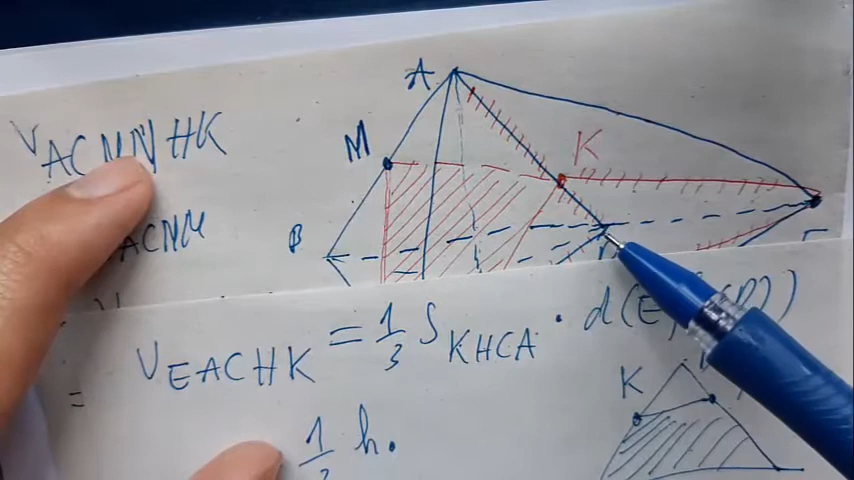 V ACMNHK
A
M
K
ACNM
B
V EACHK = 1/3 S KHCA . d(E,
= 1/3 h.
K